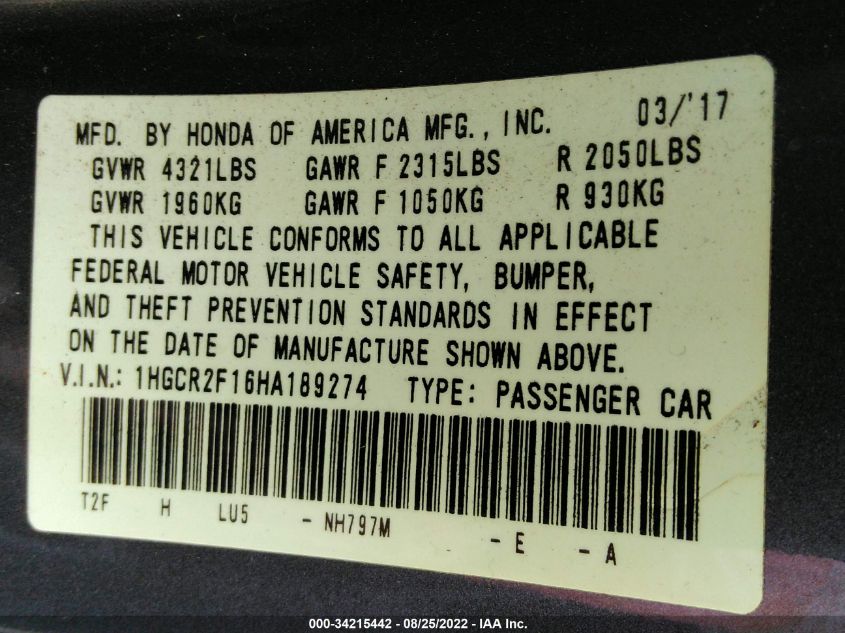 MFD. BY HONDA OF AMERICA MFG., INC. 03/'17
GVWR 4321LBS GAWR F 2315LBS R 2050LBS
GVWR 1960KG GAWR F 1050KG R 930KG
THIS VEHICLE CONFORMS TO ALL APPLICABLE
FEDERAL MOTOR VEHICLE SAFETY, BUMPER,
AND THEFT PREVENTION STANDARDS IN EFFECT
ON THE DATE OF MANUFACTURE SHOWN ABOVE.
V.I.N.: 1HGCR2F16HA189274 TYPE: PASSENGER CAR
T2F H LU5 - NH797M - E - A
000-34215442 - 08/25/2022 - IAA Inc.